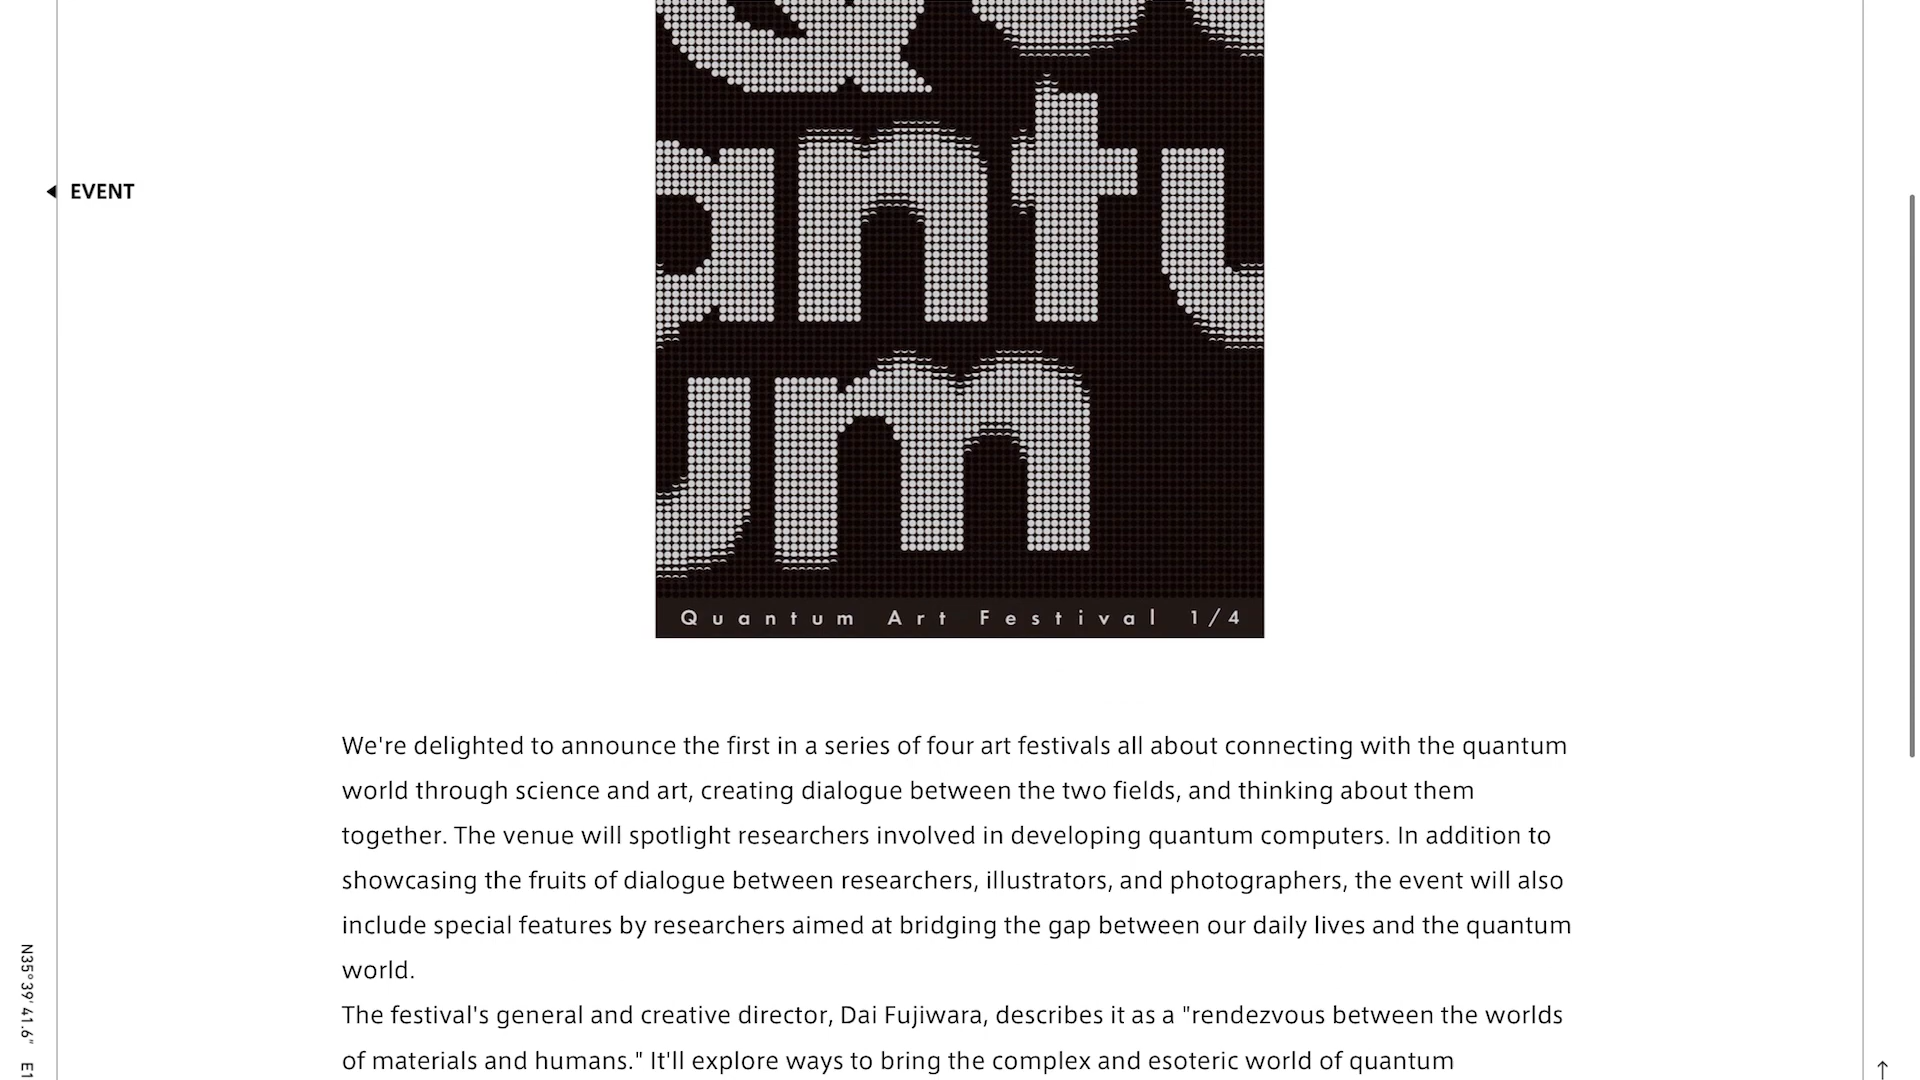 EVENT
antu
um
Quantum Art Festival 1/4
We're delighted to announce the first in a series of four art festivals all about connecting with the quantum
world through science and art, creating dialogue between the two fields, and thinking about them
together. The venue will spotlight researchers involved in developing quantum computers. In addition to
showcasing the fruits of dialogue between researchers, illustrators, and photographers, the event will also
include special features by researchers aimed at bridging the gap between our daily lives and the quantum
world.
The festival's general and creative director, Dai Fujiwara, describes it as a "rendezvous between the worlds
of materials and humans." It'll explore ways to bring the complex and esoteric world of quantum
N35°39'41.6" E1